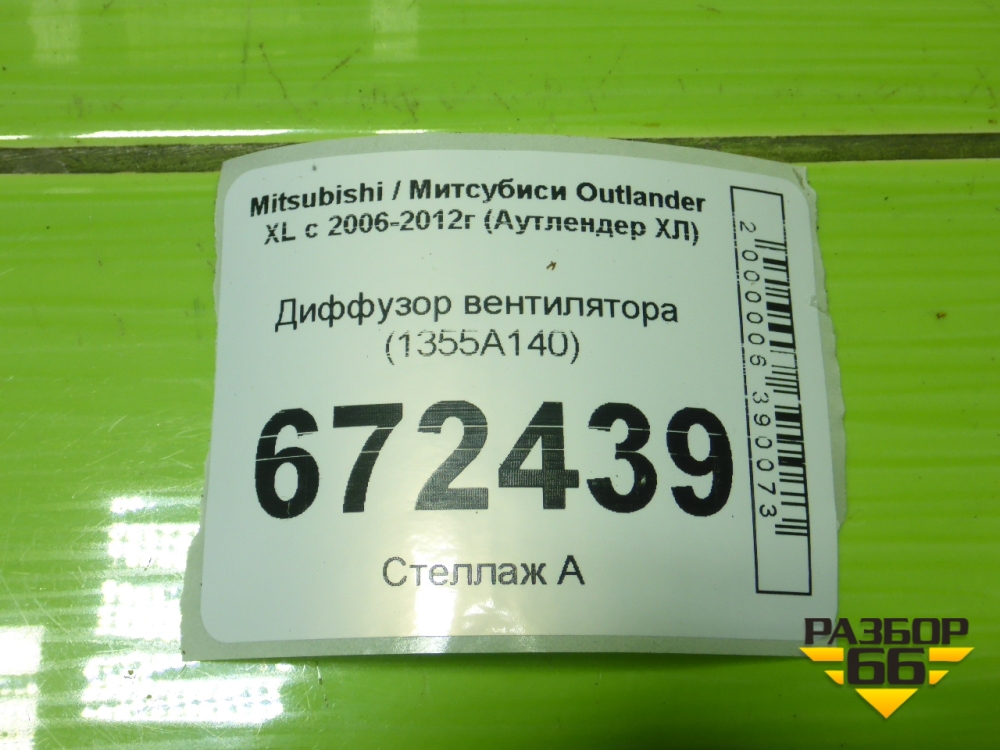 Mitsubishi / Митсубиси Outlander
XL с 2006-2012г (Аутлендер ХЛ)
Диффузор вентилятора
(1355A140)
672439
Стеллаж А
2000006390073
РАЗБОР
66